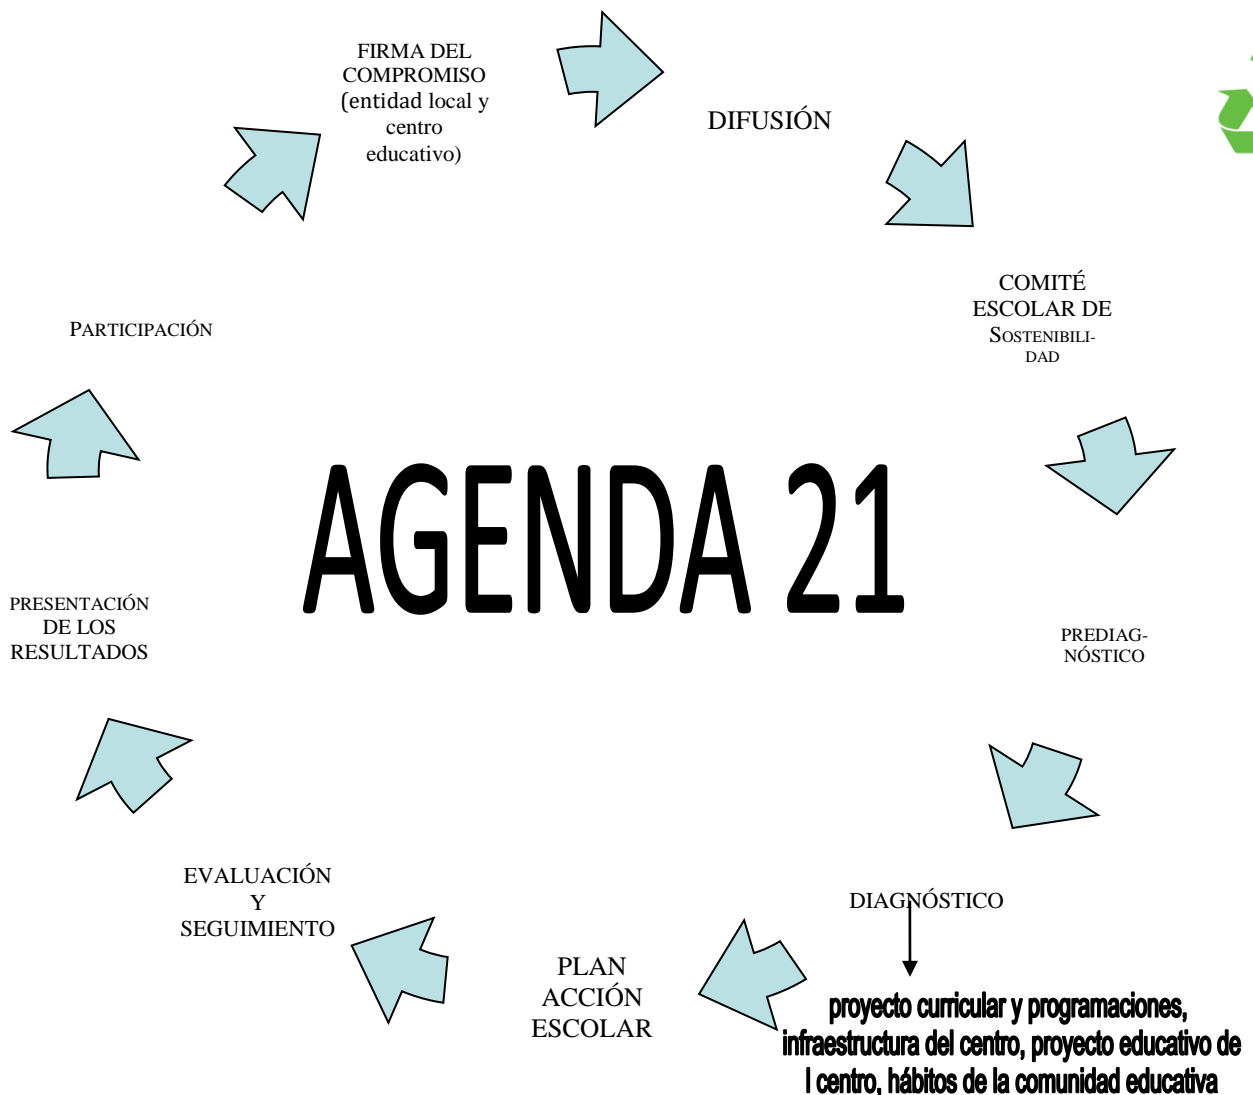 FIRMA DEL
COMPROMISO
(entidad local y
centro
educativo)
DIFUSIÓN
COMITÉ
ESCOLAR DE
SOSTENIBILI-
DAD
PREDIAG-
NÓSTICO
DIAGNÓSTICO
proyecto curricular y programaciones,
infraestructura del centro, proyecto educativo de
l centro, hábitos de la comunidad educativa
PLAN
ACCIÓN
ESCOLAR
EVALUACIÓN
Y
SEGUIMIENTO
PRESENTACIÓN
DE LOS
RESULTADOS
PARTICIPACIÓN
AGENDA 21